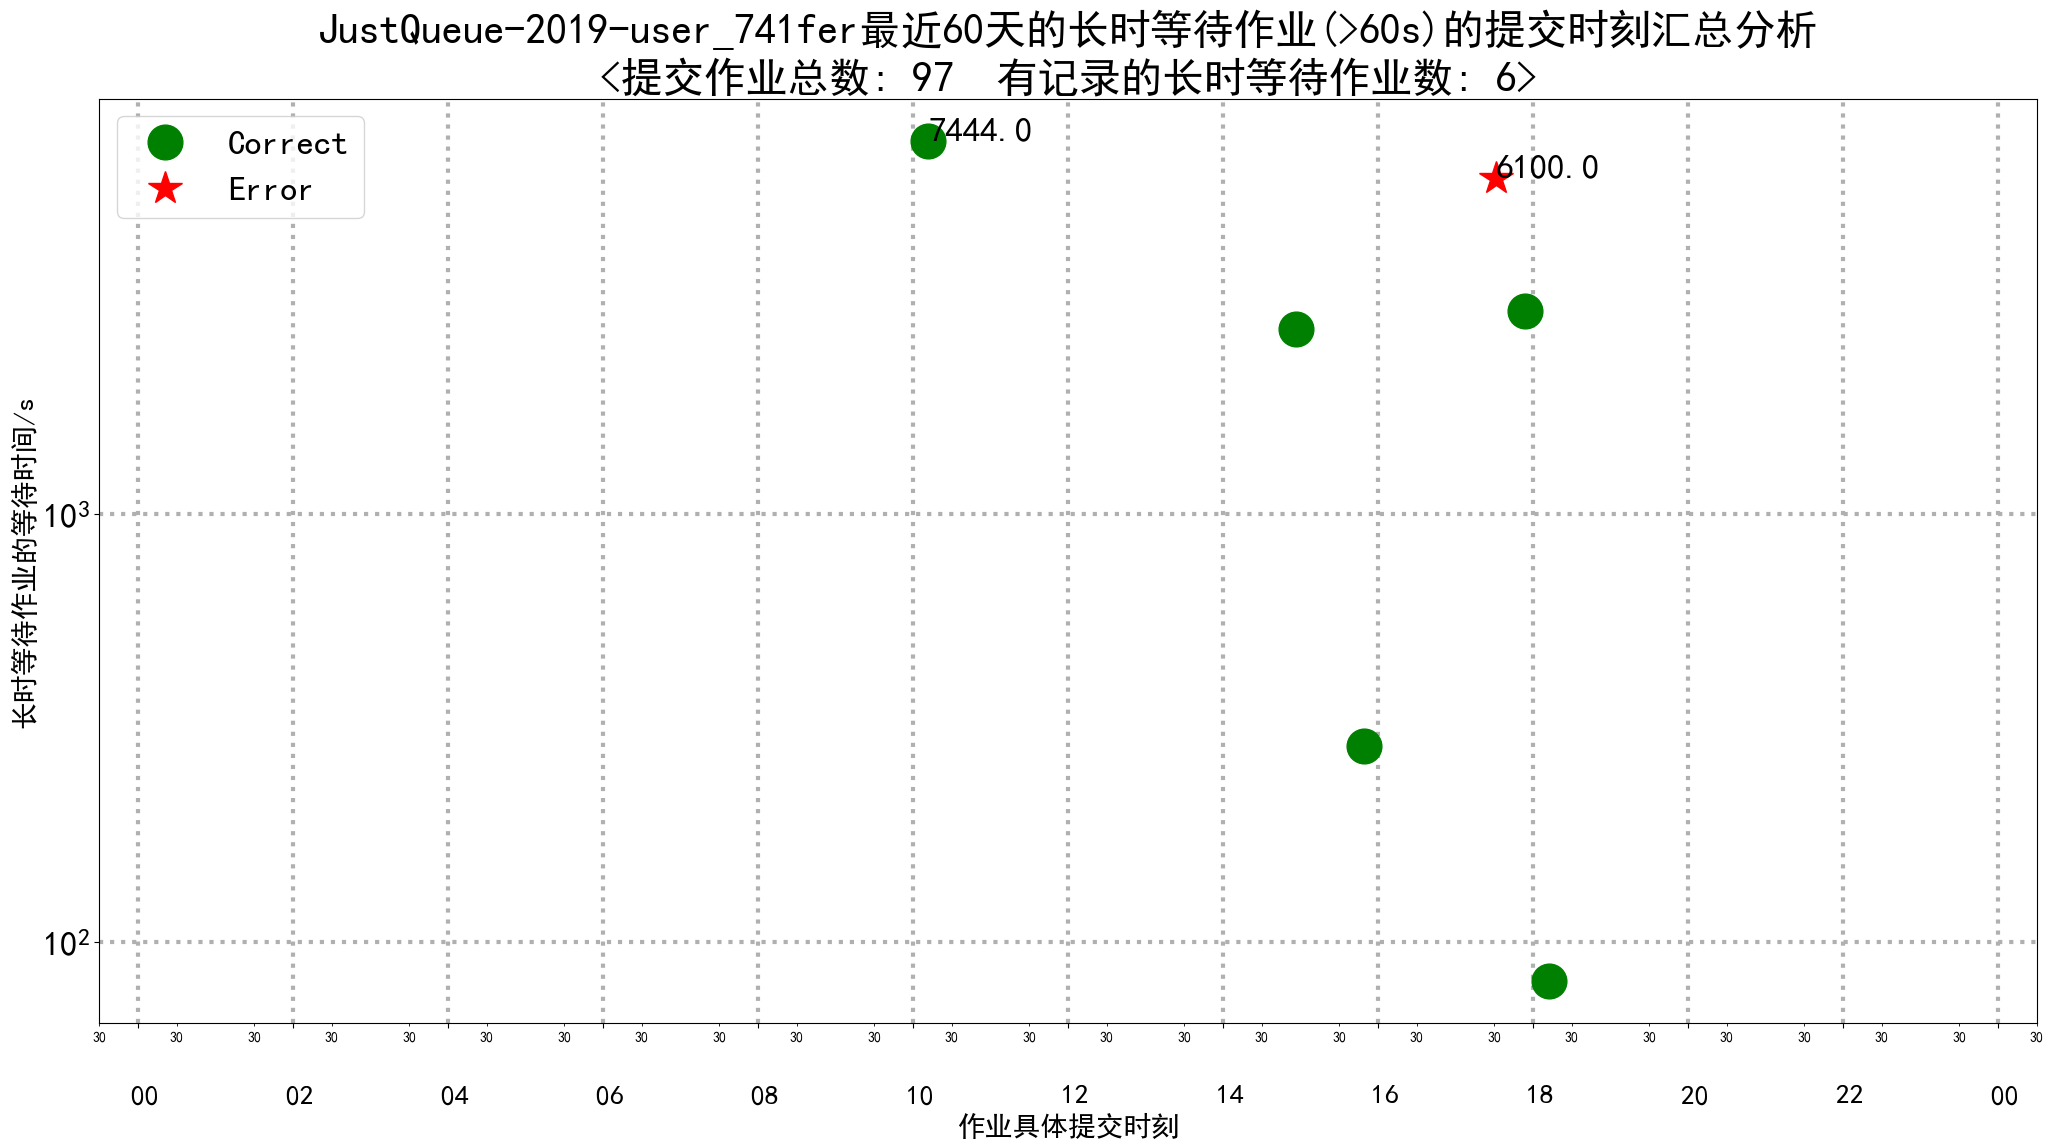 JustQueue-2019-user_741fer最近60天的长时等待作业(>60s)的提交时刻汇总分析
<提交作业总数: 97  有记录的长时等待作业数: 6>
Correct
Error
7444.0
6100.0
长时等待作业的等待时间/s
10³
10²
30 30 30 30 30 30 30 30 30 30 30 30 30 30 30 30 30 30 30 30 30 30 30 30 30 30
00 02 04 06 08 10 12 14 16 18 20 22 00
作业具体提交时刻